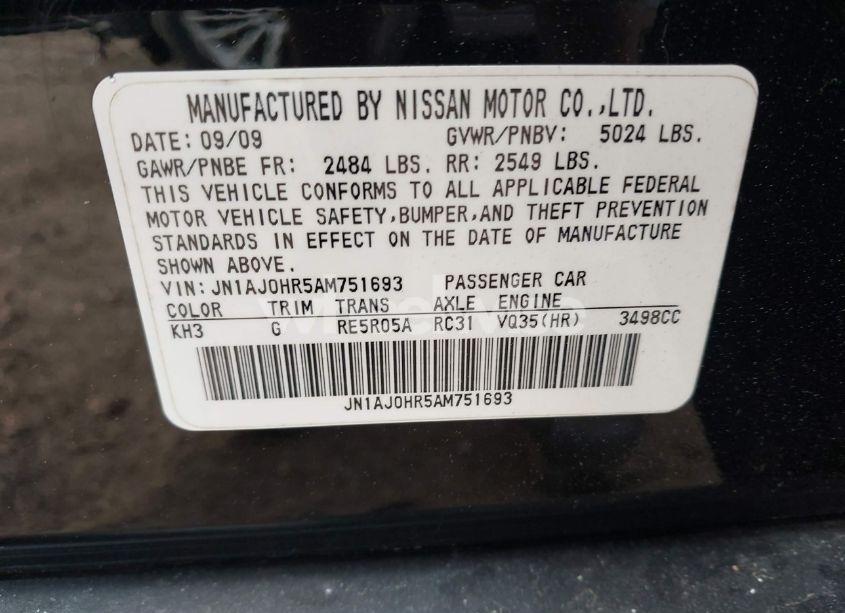 MANUFACTURED BY NISSAN MOTOR CO.,LTD.
DATE: 09/09 GVWR/PNBV: 5024 LBS.
GAWR/PNBE FR: 2484 LBS. RR: 2549 LBS.
THIS VEHICLE CONFORMS TO ALL APPLICABLE FEDERAL
MOTOR VEHICLE SAFETY,BUMPER,AND THEFT PREVENTION
STANDARDS IN EFFECT ON THE DATE OF MANUFACTURE
SHOWN ABOVE.
VIN: JN1AJ0HR5AM751693 PASSENGER CAR
COLOR TRIM TRANS AXLE ENGINE
KH3 G RE5R05A RC31 VQ35(HR) 3498CC
JN1AJ0HR5AM751693